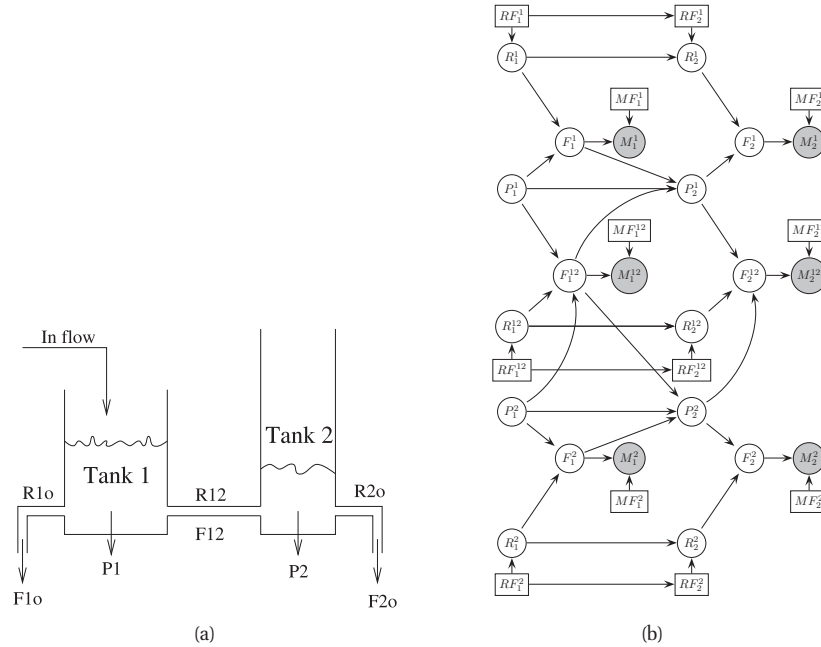 In flow
Tank 1
Tank 2
R1o
R12
R2o
F12
P1
P2
F1o
F2o
(a)
RF₁¹
RF₂¹
R₁¹
R₂¹
MF₁¹
MF₂¹
F₁¹
M₁¹
F₂¹
M₂¹
P₁¹
P₂¹
MF₁¹²
MF₂¹²
F₁¹²
M₁¹²
F₂¹²
M₂¹²
R₁¹²
R₂¹²
RF₁¹²
RF₂¹²
P₁²
P₂²
F₁²
M₁²
F₂²
M₂²
MF₁²
MF₂²
R₁²
R₂²
RF₁²
RF₂²
(b)